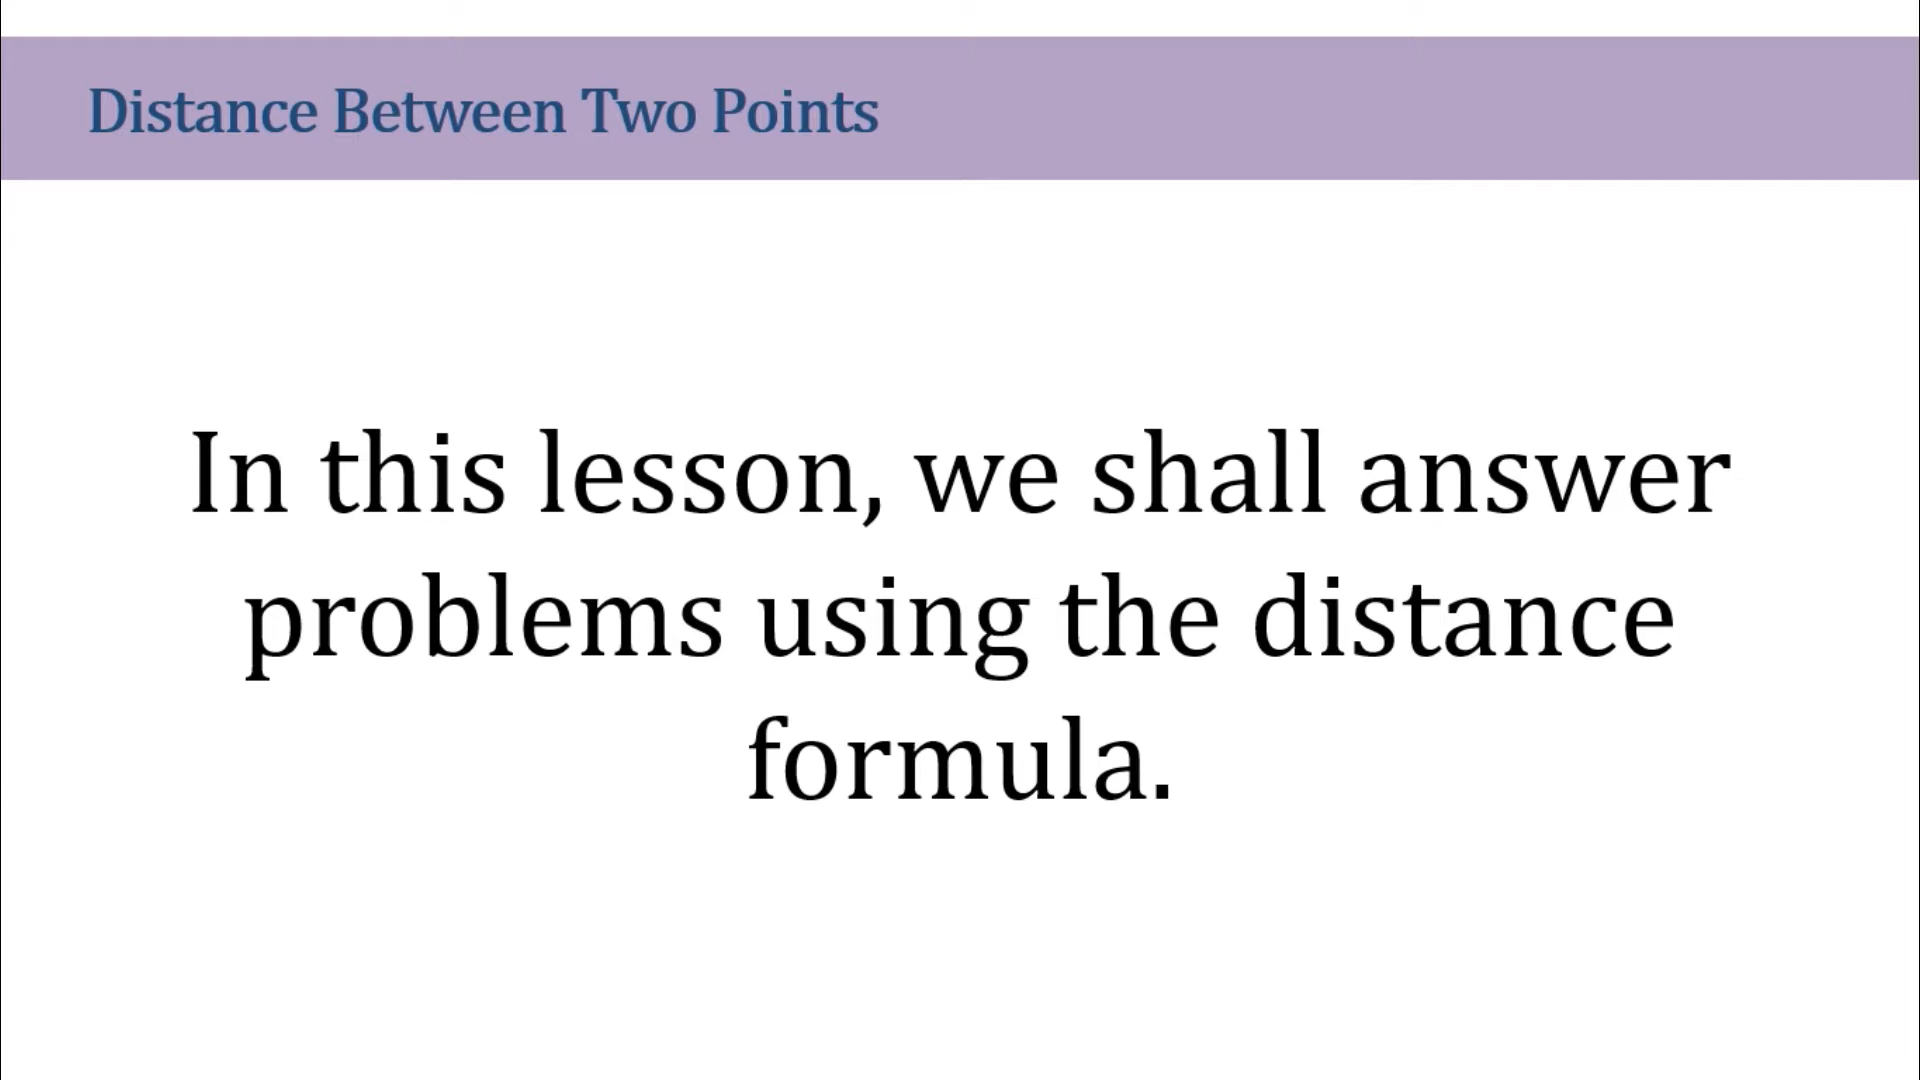 Distance Between Two Points
In this lesson, we shall answer
problems using the distance
formula.